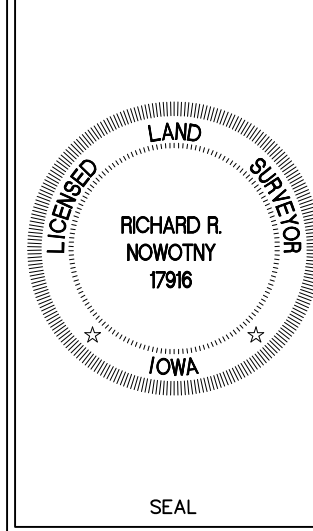 LICENSED LAND SURVEYOR
RICHARD R.
NOWOTNY
17916
IOWA
SEAL